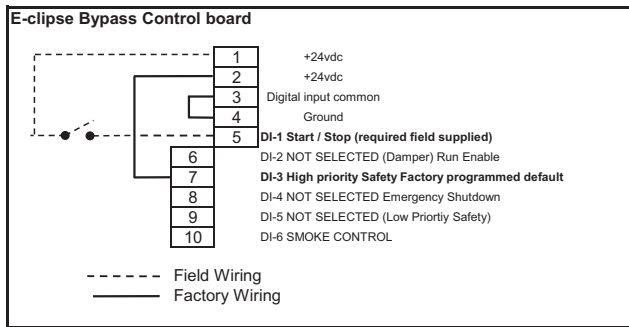 E-clipse Bypass Control board
1 +24vdc
2 +24vdc
3 Digital input common
4 Ground
5 DI-1 Start / Stop (required field supplied)
6 DI-2 NOT SELECTED (Damper) Run Enable
7 DI-3 High priority Safety Factory programmed default
8 DI-4 NOT SELECTED Emergency Shutdown
9 DI-5 NOT SELECTED (Low Priortiy Safety)
10 DI-6 SMOKE CONTROL
Field Wiring
Factory Wiring